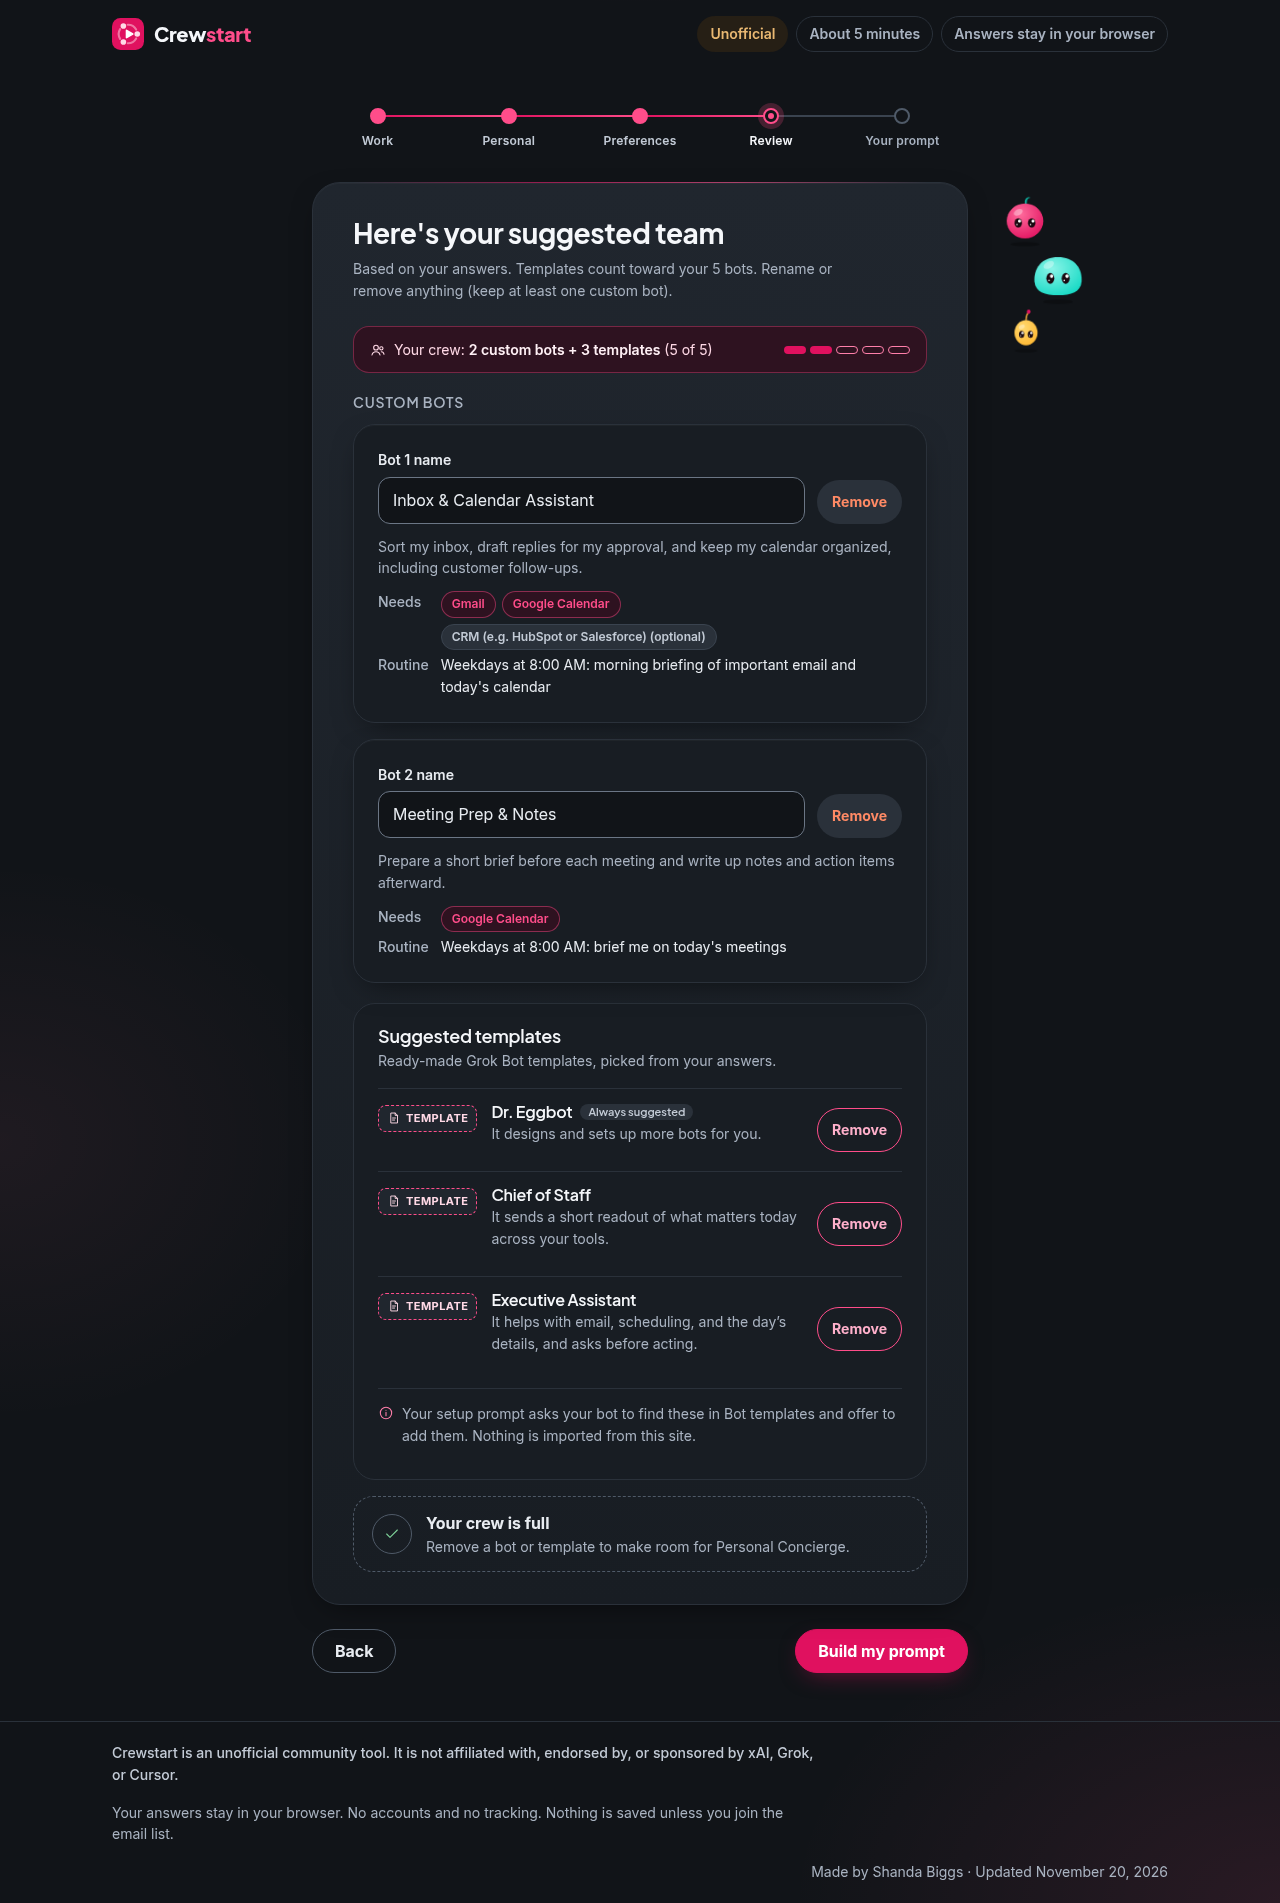 Crewstart
Unofficial
About 5 minutes
Answers stay in your browser
Work
Personal
Preferences
Review
Your prompt
Here's your suggested team
Based on your answers. Templates count toward your 5 bots. Rename or
remove anything (keep at least one custom bot).
Your crew: 2 custom bots + 3 templates (5 of 5)
CUSTOM BOTS
Bot 1 name
Inbox & Calendar Assistant
Remove
Sort my inbox, draft replies for my approval, and keep my calendar organized,
including customer follow-ups.
Needs
Gmail
Google Calendar
CRM (e.g. HubSpot or Salesforce) (optional)
Routine
Weekdays at 8:00 AM: morning briefing of important email and
today's calendar
Bot 2 name
Meeting Prep & Notes
Remove
Prepare a short brief before each meeting and write up notes and action items
afterward.
Needs
Google Calendar
Routine
Weekdays at 8:00 AM: brief me on today's meetings
Suggested templates
Ready-made Grok Bot templates, picked from your answers.
TEMPLATE
Dr. Eggbot
Always suggested
It designs and sets up more bots for you.
Remove
TEMPLATE
Chief of Staff
It sends a short readout of what matters today
across your tools.
Remove
TEMPLATE
Executive Assistant
It helps with email, scheduling, and the day’s
details, and asks before acting.
Remove
Your setup prompt asks your bot to find these in Bot templates and offer to
add them. Nothing is imported from this site.
Your crew is full
Remove a bot or template to make room for Personal Concierge.
Back
Build my prompt
Crewstart is an unofficial community tool. It is not affiliated with, endorsed by, or sponsored by xAI, Grok,
or Cursor.
Your answers stay in your browser. No accounts and no tracking. Nothing is saved unless you join the
email list.
Made by Shanda Biggs · Updated November 20, 2026